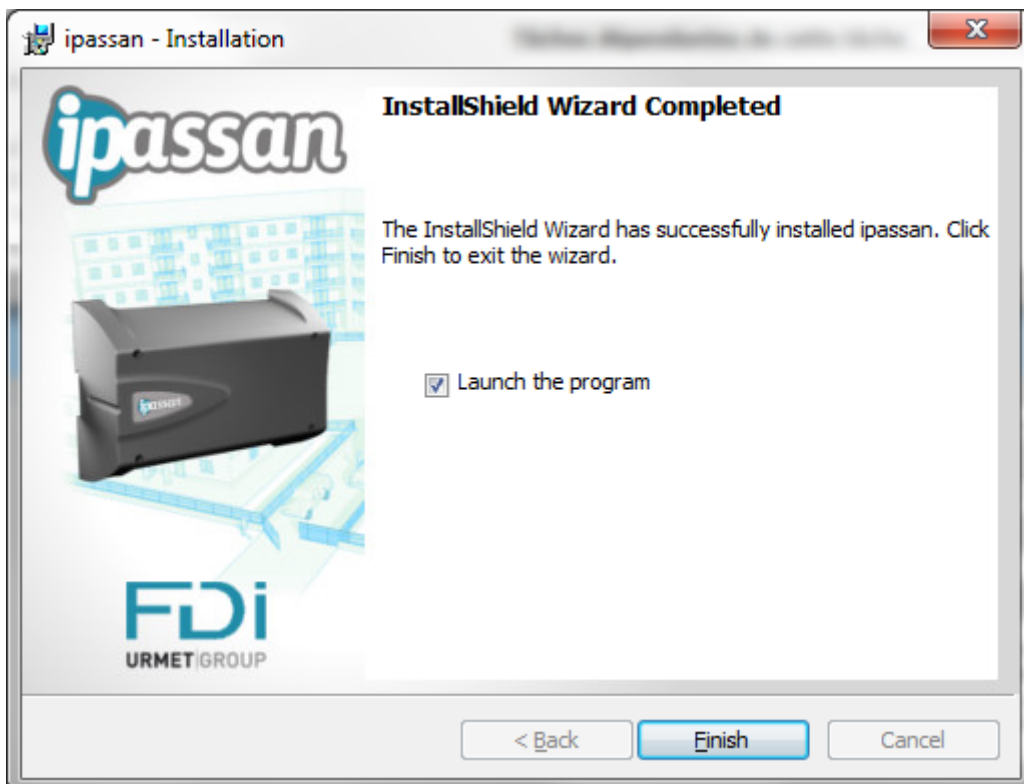 ipassan - Installation
ipassan
InstallShield Wizard Completed
The InstallShield Wizard has successfully installed ipassan. Click
Finish to exit the wizard.
Launch the program
ipassan
FDi
URMET GROUP
< Back
Finish
Cancel